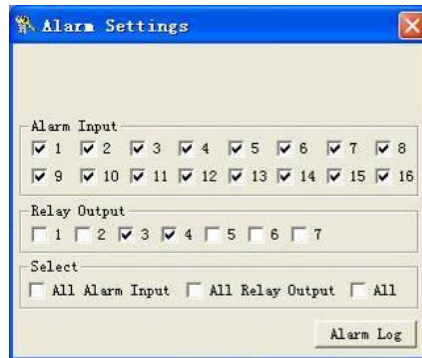 Alarm Settings
Alarm Input
1 2 3 4 5 6 7 8
9 10 11 12 13 14 15 16
Relay Output
1 2 3 4 5 6 7
Select
All Alarm Input All Relay Output All
Alarm Log